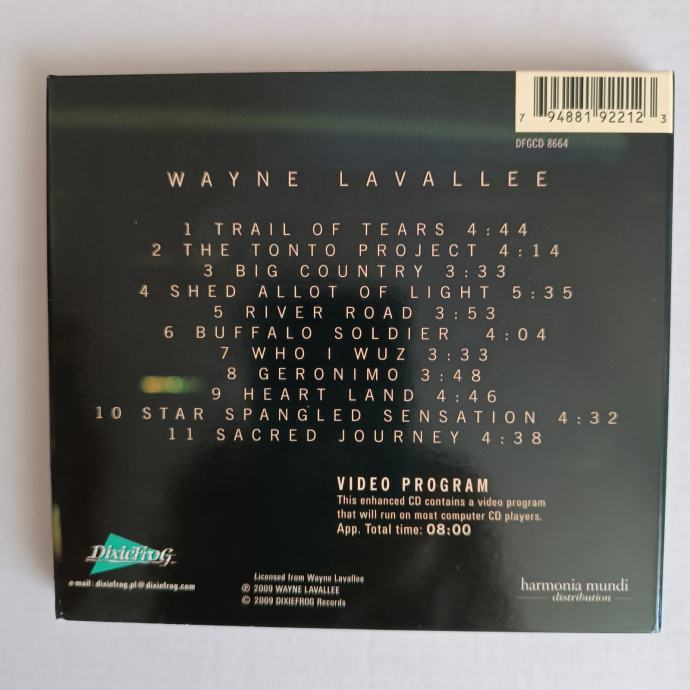 7 94881 92212 3
DFGCD 8664
WAYNE LAVALLEE
1 TRAIL OF TEARS 4:44
2 THE TONTO PROJECT 4:14
3 BIG COUNTRY 3:33
4 SHED ALLOT OF LIGHT 5:35
5 RIVER ROAD 3:53
6 BUFFALO SOLDIER 4:04
7 WHO I WUZ 3:33
8 GERONIMO 3:48
9 HEART LAND 4:46
10 STAR SPANGLED SENSATION 4:32
11 SACRED JOURNEY 4:38
VIDEO PROGRAM
This enhanced CD contains a video program
that will run on most computer CD players.
App. Total time: 08:00
DixieFrog
e-mail: dixiefrog.pl@dixiefrog.com
Licensed from Wayne Lavallee
℗ 2009 WAYNE LAVALLEE
© 2009 DIXIEFROG Records
harmonia mundi
distribution